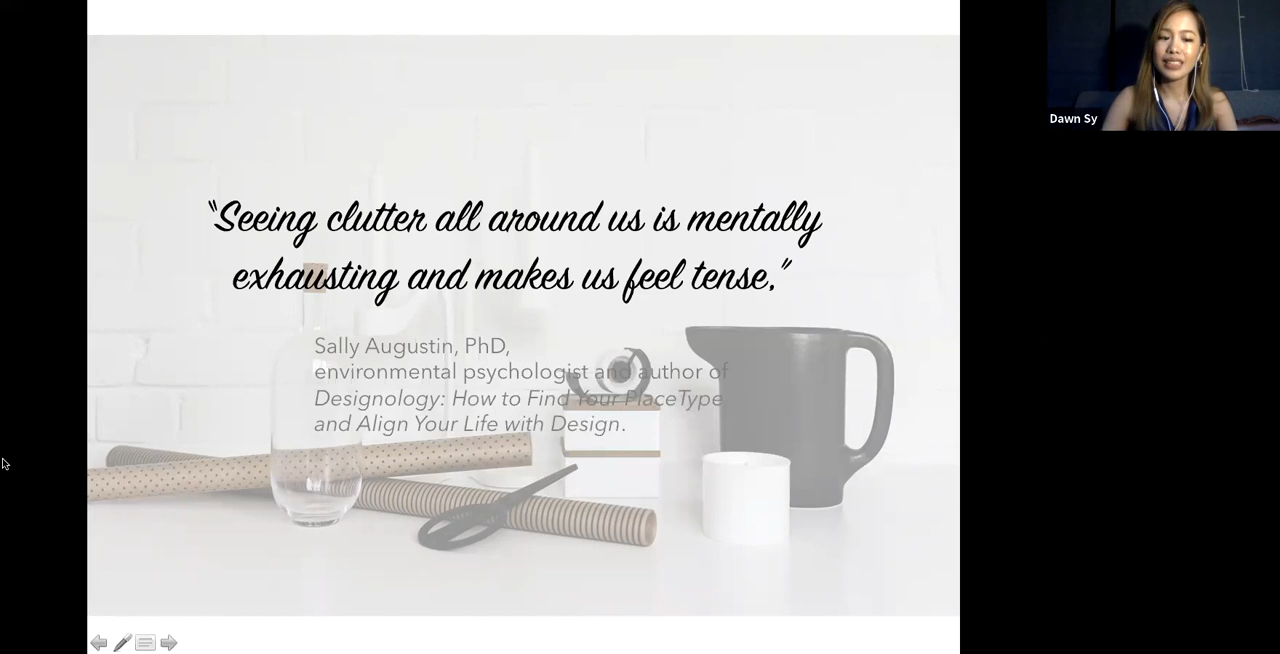 "Seeing clutter all around us is mentally
exhausting and makes us feel tense,"
Sally Augustin, PhD,
environmental psychologist and author of
Designology: How to Find Your PlaceType
and Align Your Life with Design.
Dawn Sy